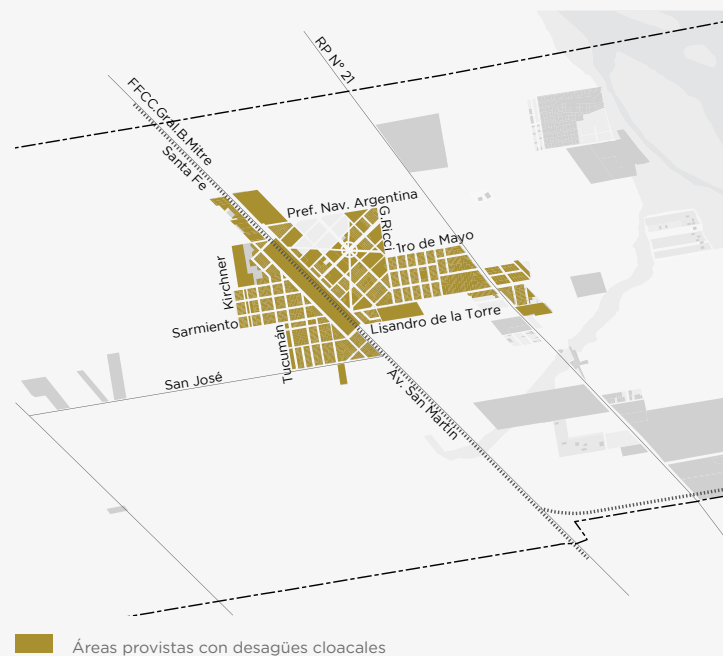 RP N° 21
FFCC.Gral.B.Mitre
Santa Fe
Pref. Nav. Argentina
G.Ricci
1ro de Mayo
Kirchner
Sarmiento
Tucumán
Lisandro de la Torre
San José
Av. San Martín
Áreas provistas con desagües cloacales